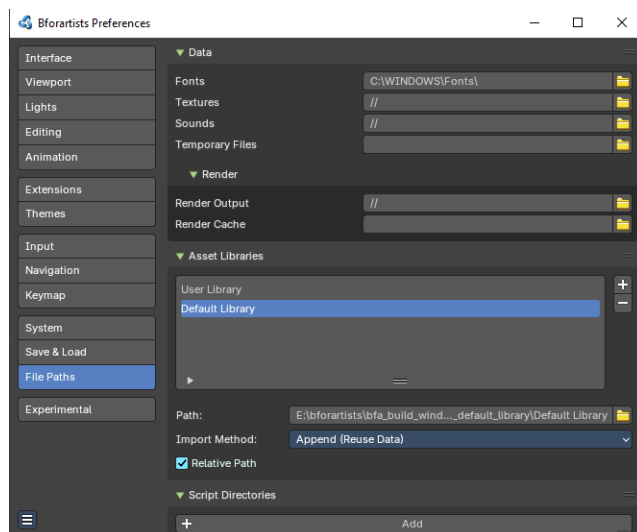 Bforartists Preferences
Interface
Viewport
Lights
Editing
Animation
Extensions
Themes
Input
Navigation
Keymap
System
Save & Load
File Paths
Experimental
Data
Fonts C:\WINDOWS\Fonts\
Textures //
Sounds //
Temporary Files
Render
Render Output //
Render Cache
Asset Libraries
User Library
Default Library
Path: E:\bforartists\bfa_build_wind..._default_library\Default Library
Import Method: Append (Reuse Data)
Relative Path
Script Directories
Add